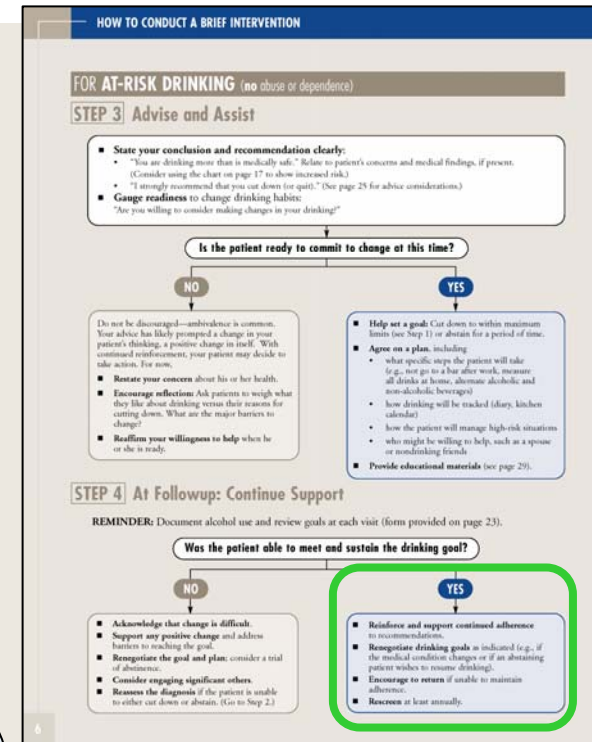 HOW TO CONDUCT A BRIEF INTERVENTION
FOR AT-RISK DRINKING (no abuse or dependence)
STEP 3 Advise and Assist
■ State your conclusion and recommendation clearly:
• "You are drinking more than is medically safe." Relate to patient's concerns and medical findings, if present.
(Consider using the chart on page 17 to show increased risk.)
• "I strongly recommend that you cut down (or quit)." (See page 25 for advice considerations.)
■ Gauge readiness to change drinking habits:
"Are you willing to consider making changes in your drinking?"
Is the patient ready to commit to change at this time?
NO
Do not be discouraged—ambivalence is common.
Your advice has likely prompted a change in your
patient's thinking, a positive change in itself. With
continued reinforcement, your patient may decide to
take action. For now,
■ Restate your concern about his or her health.
■ Encourage reflection: Ask patients to weigh what
they like about drinking versus their reasons for
cutting down. What are the major barriers to
change?
■ Reaffirm your willingness to help when he
or she is ready.
YES
■ Help set a goal: Cut down to within maximum
limits (see Step 1) or abstain for a period of time.
■ Agree on a plan, including
• what specific steps the patient will take
(e.g., not go to a bar after work, measure
all drinks at home, alternate alcoholic and
non-alcoholic beverages)
• how drinking will be tracked (diary, kitchen
calendar)
• how the patient will manage high-risk situations
• who might be willing to help, such as a spouse
or nondrinking friends
■ Provide educational materials (see page 29).
STEP 4 At Followup: Continue Support
REMINDER: Document alcohol use and review goals at each visit (form provided on page 23).
Was the patient able to meet and sustain the drinking goal?
NO
■ Acknowledge that change is difficult.
■ Support any positive change and address
barriers to reaching the goal.
■ Renegotiate the goal and plan; consider a trial
of abstinence.
■ Consider engaging significant others.
■ Reassess the diagnosis if the patient is unable
to either cut down or abstain. (Go to Step 2.)
YES
■ Reinforce and support continued adherence
to recommendations.
■ Renegotiate drinking goals as indicated (e.g., if
the medical condition changes or if an abstaining
patient wishes to resume drinking).
■ Encourage to return if unable to maintain
adherence.
■ Rescreen at least annually.
6